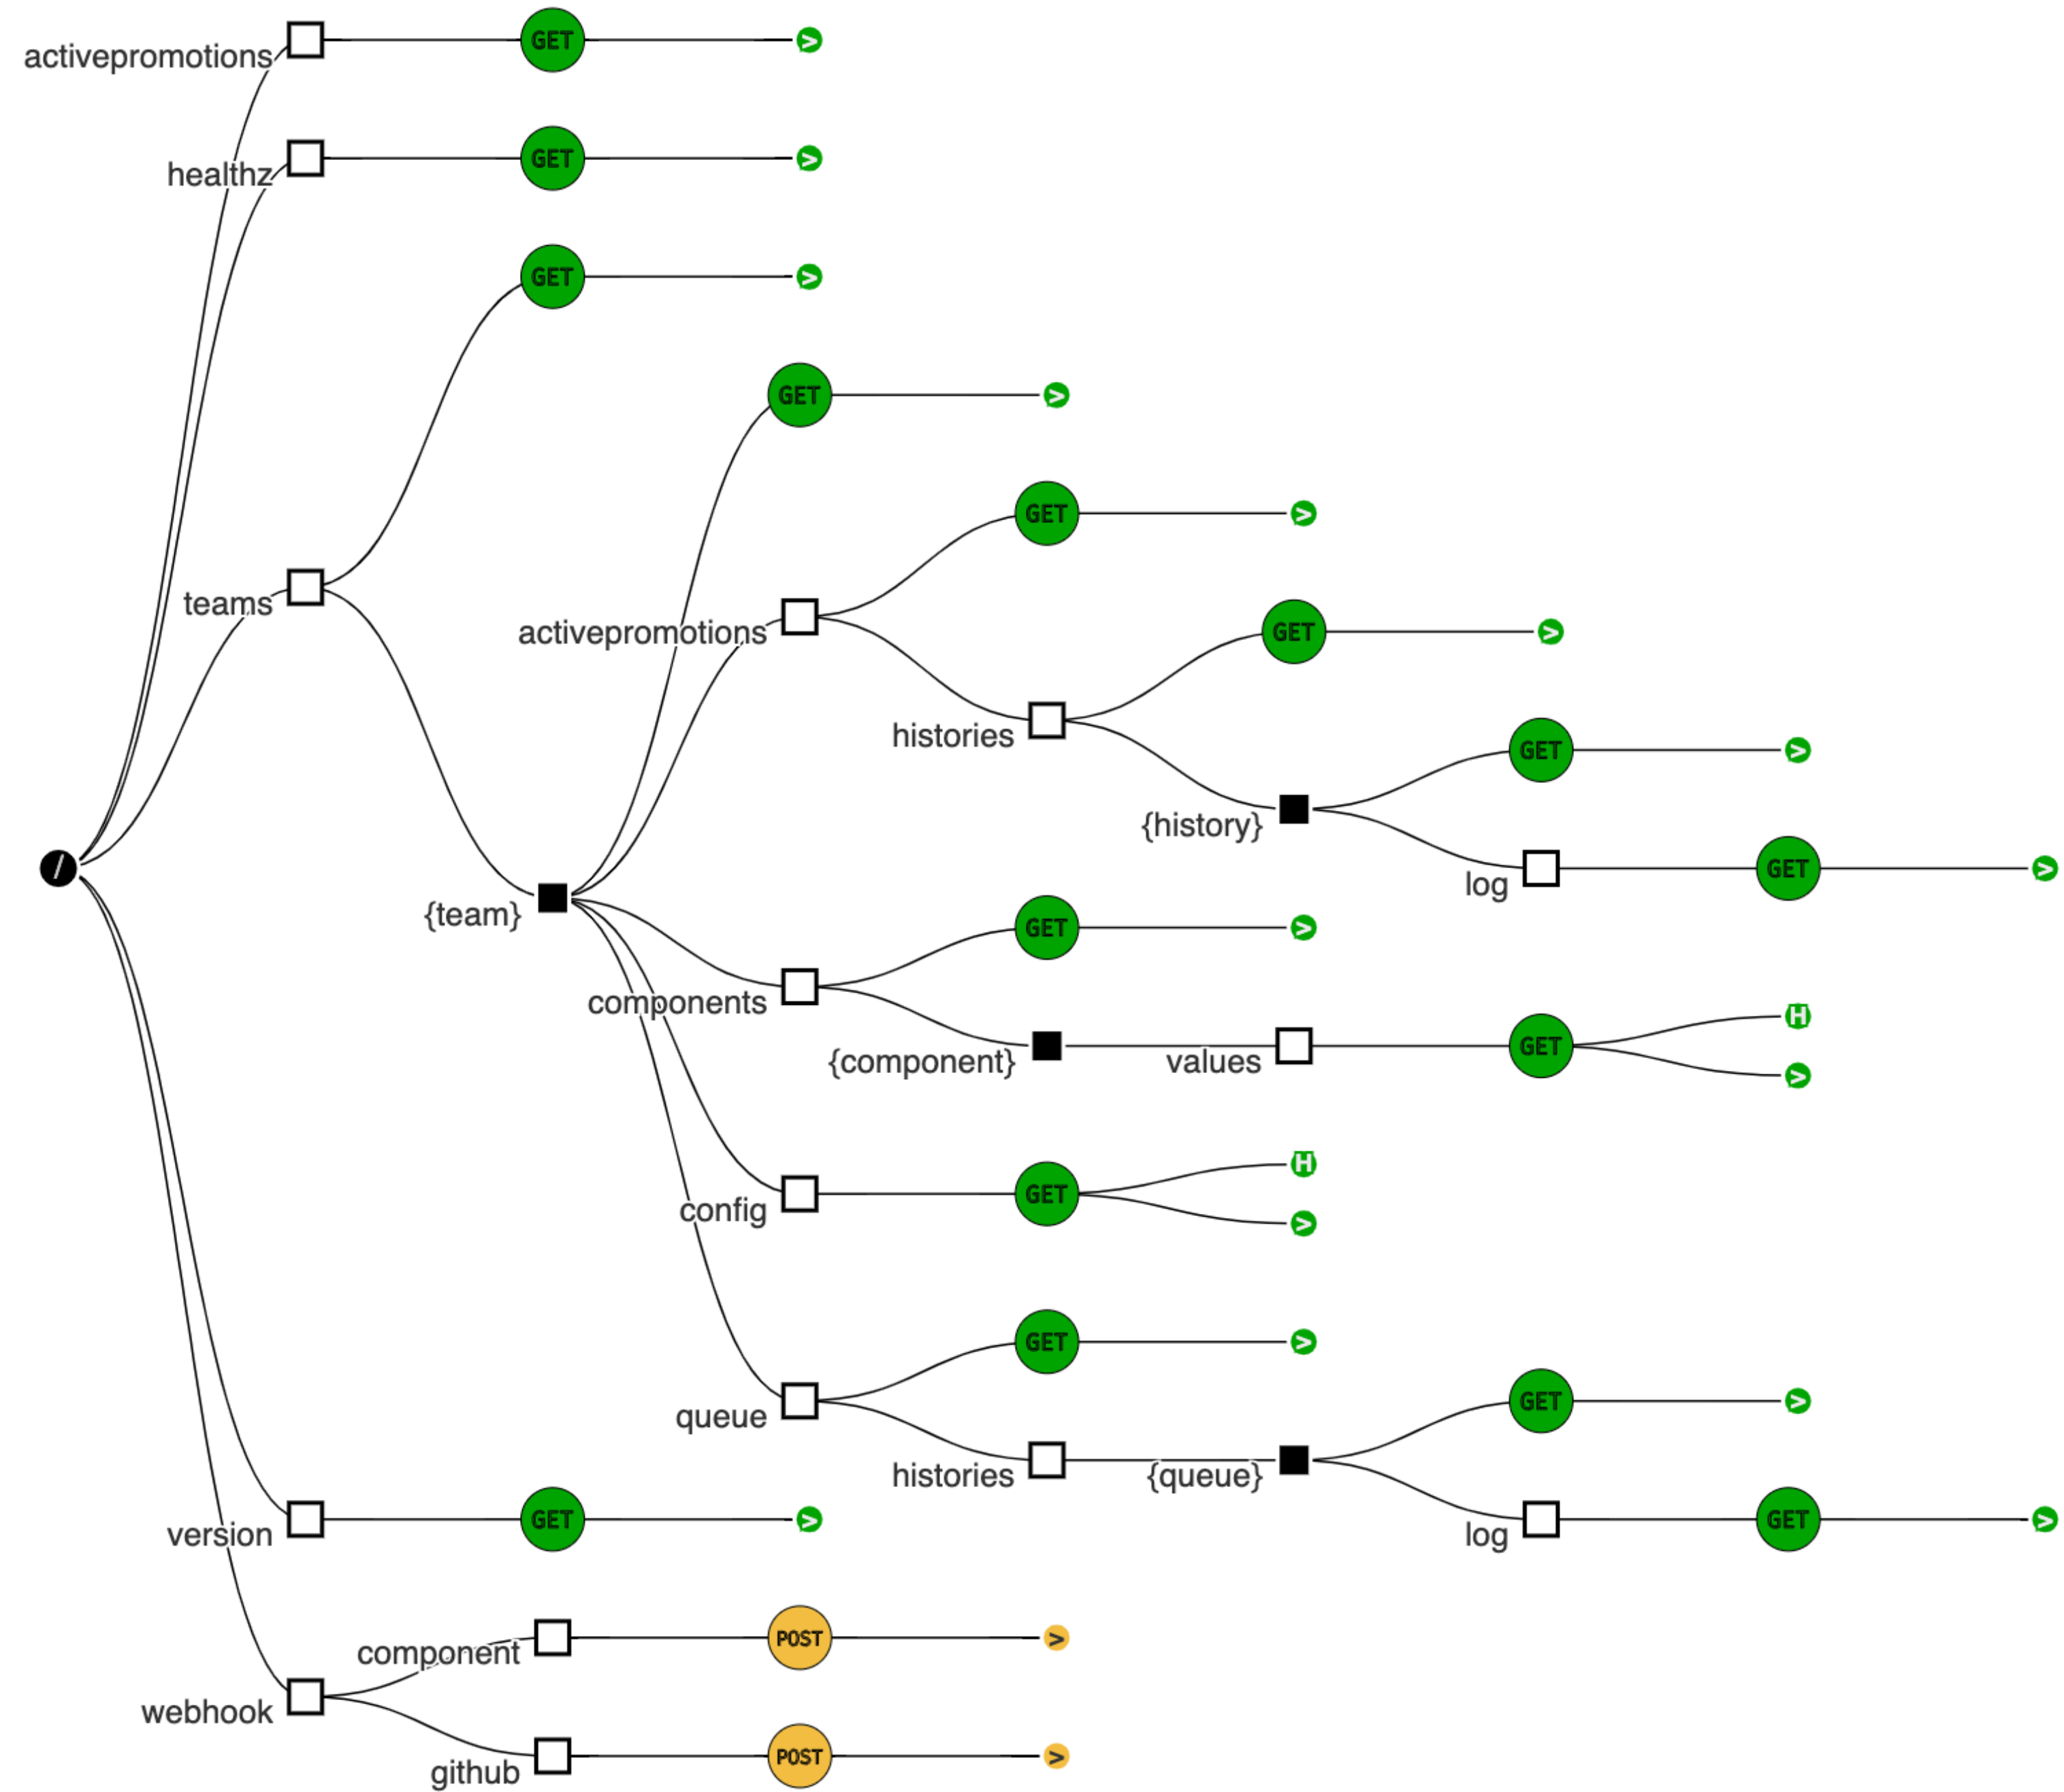 activepromotions GET >
healthz GET >
GET >
GET >
GET >
teams
activepromotions GET >
histories
GET >
{history}
/
log GET >
{team}
GET >
components
H
{component} values GET
>
H
config GET
>
GET >
queue GET >
histories {queue}
version GET >
log GET >
component POST >
webhook
github POST >